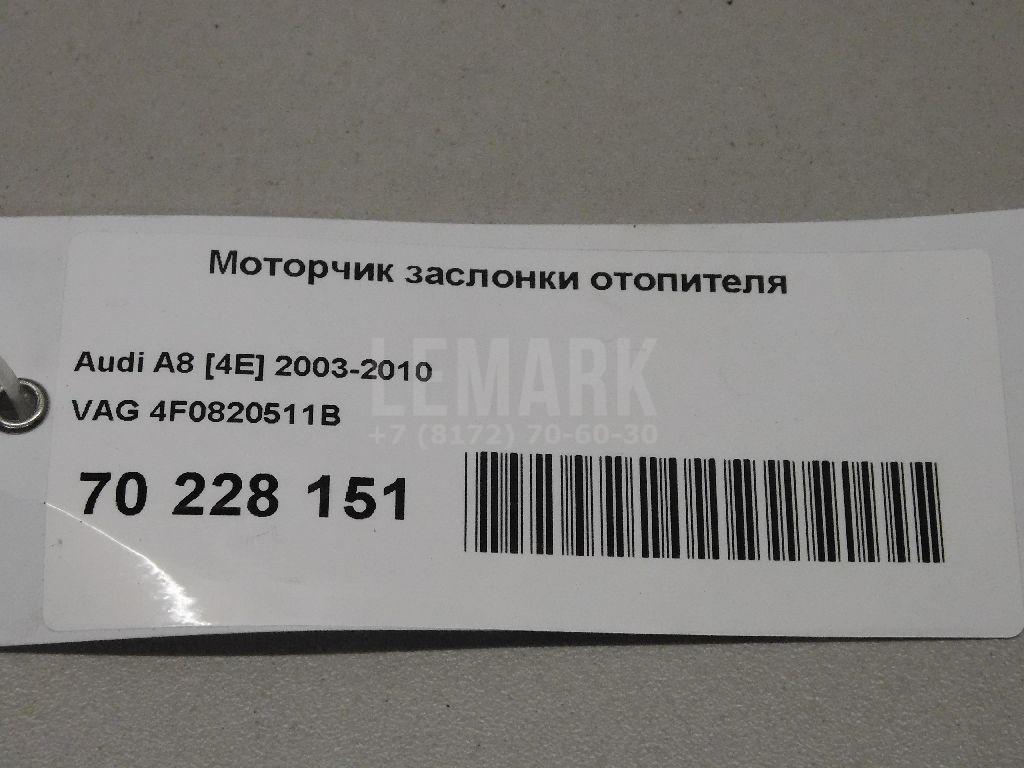 Моторчик заслонки отопителя
Audi A8 [4E] 2003-2010
VAG 4F0820511B
LEMARK
+7 (8172) 70-60-30
70 228 151